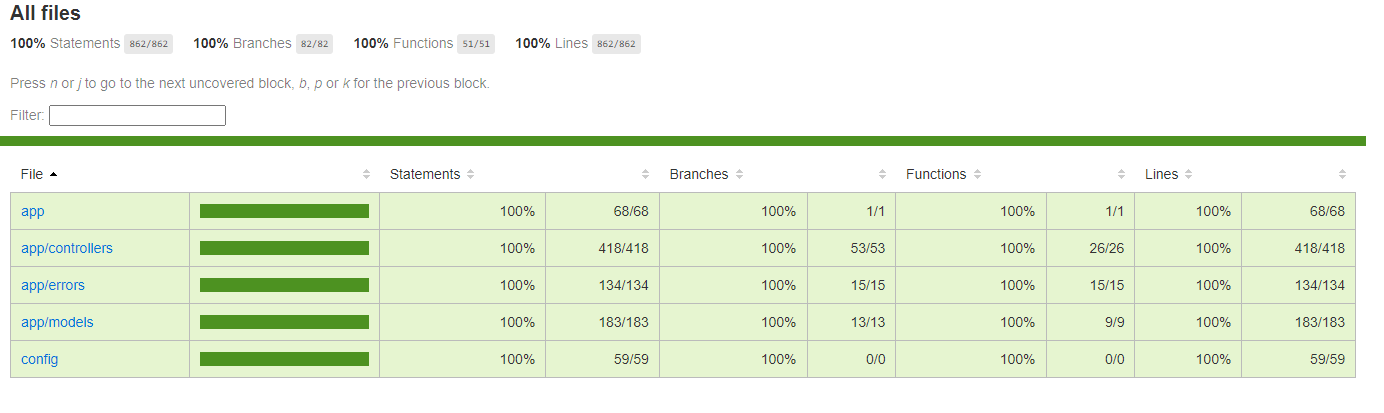 All files
100% Statements 862/862 100% Branches 82/82 100% Functions 51/51 100% Lines 862/862
Press n or j to go to the next uncovered block, b, p or k for the previous block.
Filter:
File Statements Branches Functions Lines
app 100% 68/68 100% 1/1 100% 1/1 100% 68/68
app/controllers 100% 418/418 100% 53/53 100% 26/26 100% 418/418
app/errors 100% 134/134 100% 15/15 100% 15/15 100% 134/134
app/models 100% 183/183 100% 13/13 100% 9/9 100% 183/183
config 100% 59/59 100% 0/0 100% 0/0 100% 59/59